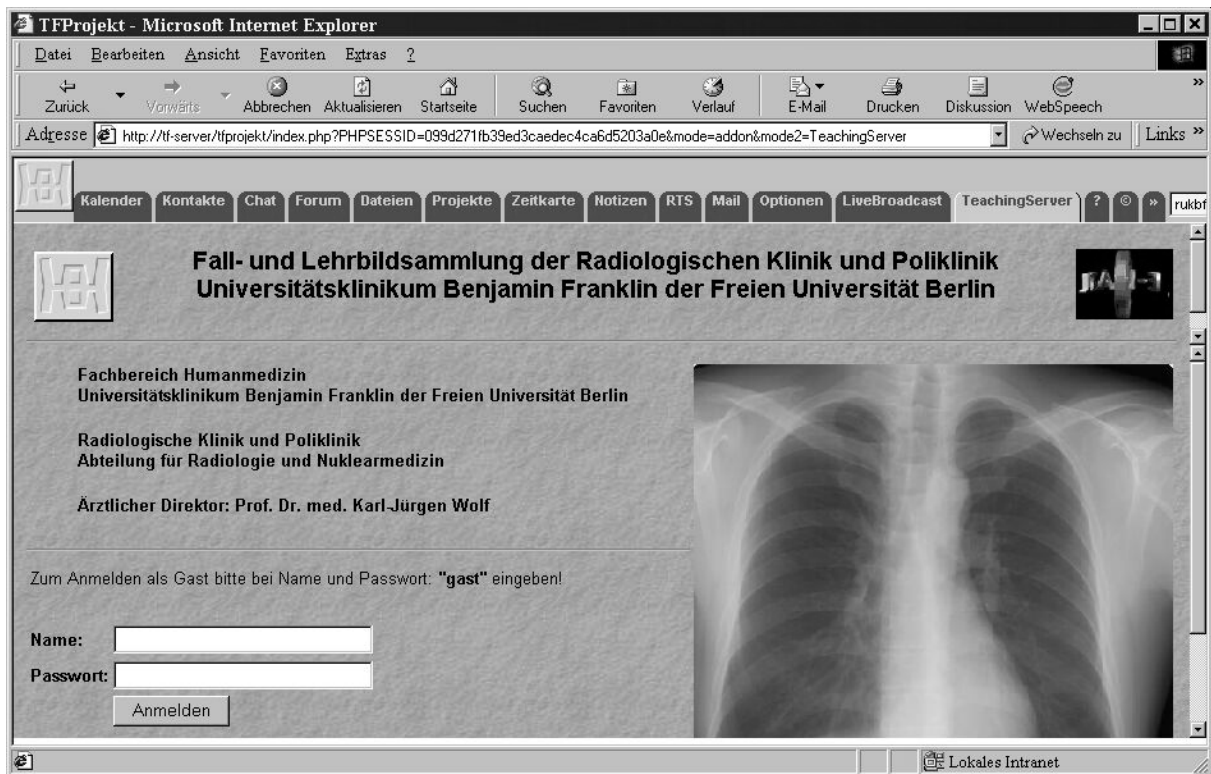 TFProjekt - Microsoft Internet Explorer
Datei Bearbeiten Ansicht Favoriten Extras ?
Zurück Vorwärts Abbrechen Aktualisieren Startseite Suchen Favoriten Verlauf E-Mail Drucken Diskussion WebSpeech »
Adresse http://tf-server/tfprojekt/index.php?PHPSESSID=099d271fb39ed3caedec4ca6d5203a0e&mode=addon&mode2=TeachingServer Wechseln zu Links »
Kalender Kontakte Chat Forum Dateien Projekte Zeitkarte Notizen RTS Mail Optionen LiveBroadcast TeachingServer ? © » rukbf
Fall- und Lehrbildsammlung der Radiologischen Klinik und Poliklinik
Universitätsklinikum Benjamin Franklin der Freien Universität Berlin
Fachbereich Humanmedizin
Universitätsklinikum Benjamin Franklin der Freien Universität Berlin
Radiologische Klinik und Poliklinik
Abteilung für Radiologie und Nuklearmedizin
Ärztlicher Direktor: Prof. Dr. med. Karl-Jürgen Wolf
Zum Anmelden als Gast bitte bei Name und Passwort: "gast" eingeben!
Name:
Passwort:
Anmelden
Lokales Intranet